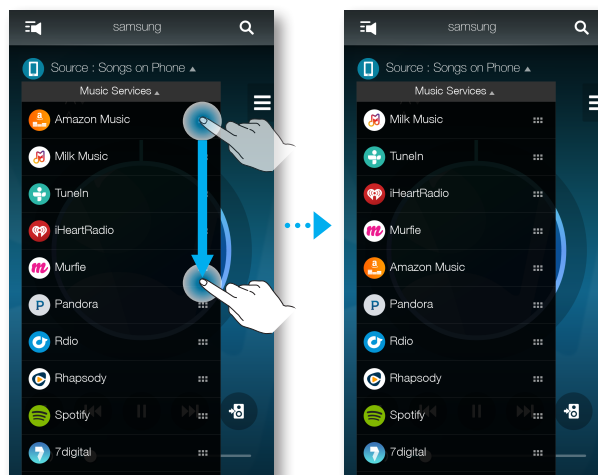 samsung
Source : Songs on Phone
Music Services
Amazon Music
Milk Music
TuneIn
iHeartRadio
Murfie
Pandora
Rdio
Rhapsody
Spotify
7digital
samsung
Source : Songs on Phone
Music Services
Milk Music
TuneIn
iHeartRadio
Murfie
Amazon Music
Pandora
Rdio
Rhapsody
Spotify
7digital